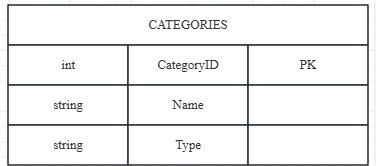 CATEGORIES
int CategoryID PK
string Name
string Type